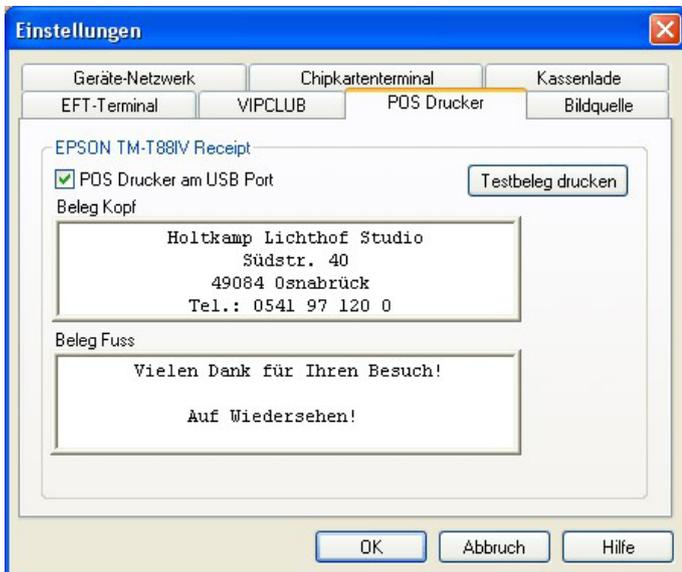 Einstellungen
Geräte-Netzwerk Chipkartenterminal Kassenlade
EFT-Terminal VIPCLUB POS Drucker Bildquelle
EPSON TM-T88IV Receipt
POS Drucker am USB Port Testbeleg drucken
Beleg Kopf
Holtkamp Lichthof Studio
Südstr. 40
49084 Osnabrück
Tel.: 0541 97 120 0
Beleg Fuss
Vielen Dank für Ihren Besuch!
Auf Wiedersehen!
OK Abbruch Hilfe